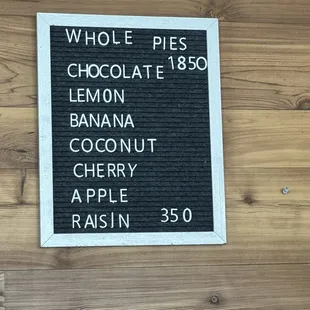 WHOLE PIES
CHOCOLATE 1850
LEMON
BANANA
COCONUT
CHERRY
APPLE
RAISIN 350